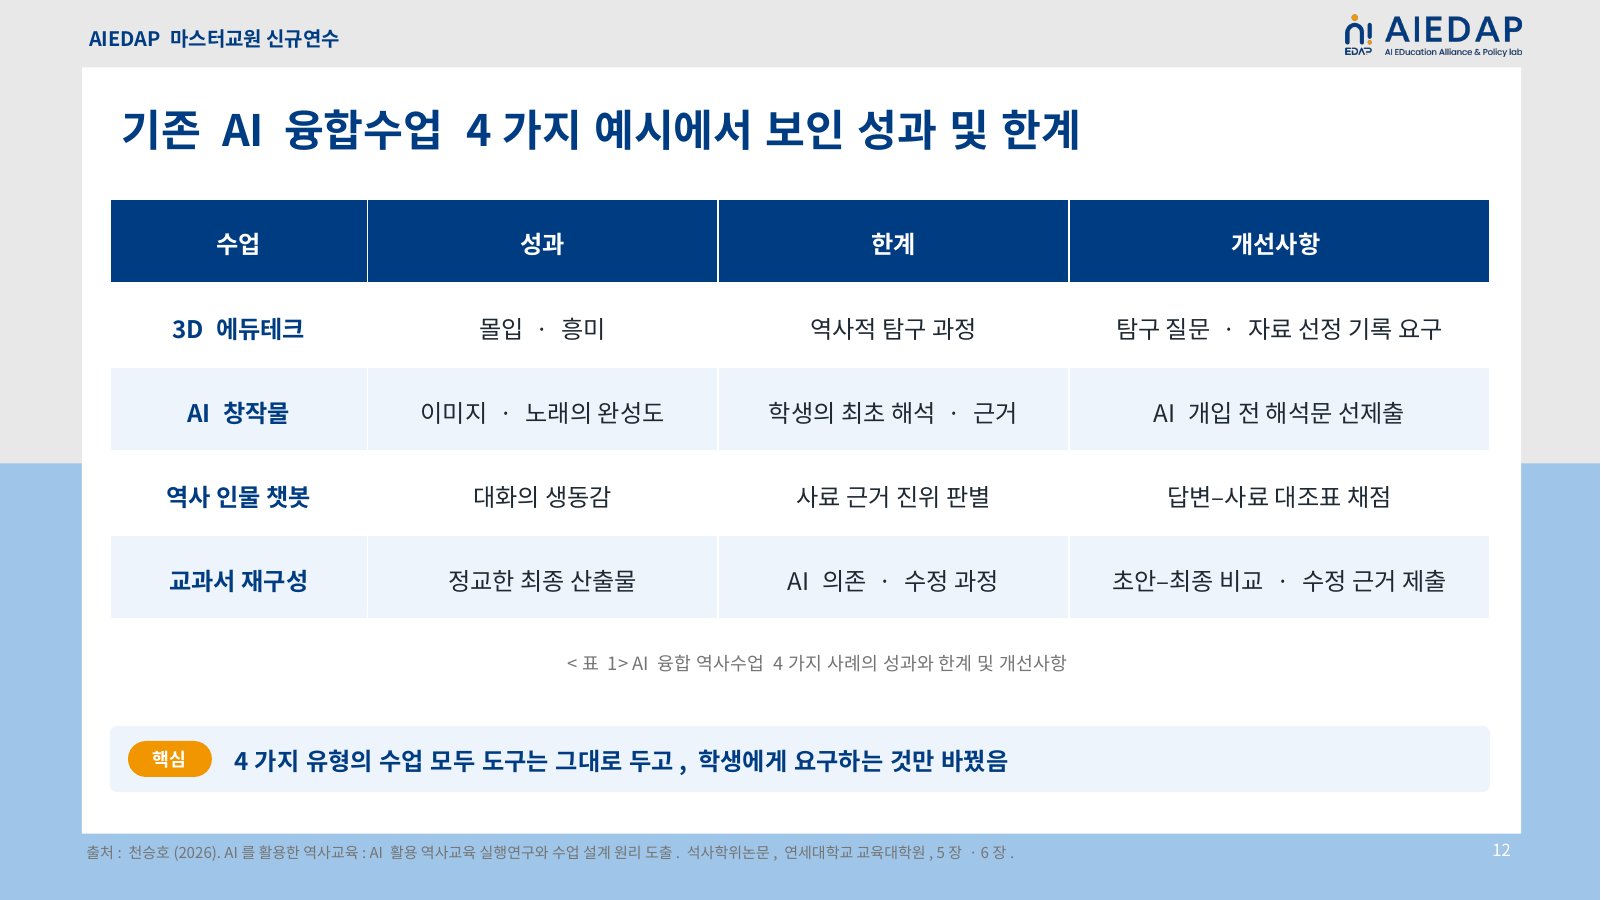 AIEDAP 마스터교원 신규연수
AIEDAP
EDAP
AI EDucation Alliance & Policy lab
기존 AI 융합수업 4 가지 예시에서 보인 성과 및 한계
수업 성과 한계 개선사항
3D 에듀테크 몰입 · 흥미 역사적 탐구 과정 탐구 질문 · 자료 선정 기록 요구
AI 창작물 이미지 · 노래의 완성도 학생의 최초 해석 · 근거 AI 개입 전 해석문 선제출
역사 인물 챗봇 대화의 생동감 사료 근거 진위 판별 답변–사료 대조표 채점
교과서 재구성 정교한 최종 산출물 AI 의존 · 수정 과정 초안–최종 비교 · 수정 근거 제출
< 표 1> AI 융합 역사수업 4 가지 사례의 성과와 한계 및 개선사항
핵심 4 가지 유형의 수업 모두 도구는 그대로 두고 , 학생에게 요구하는 것만 바꿨음
출처 : 천승호 (2026). AI 를 활용한 역사교육 : AI 활용 역사교육 실행연구와 수업 설계 원리 도출 . 석사학위논문 , 연세대학교 교육대학원 , 5 장 · 6 장 .
12